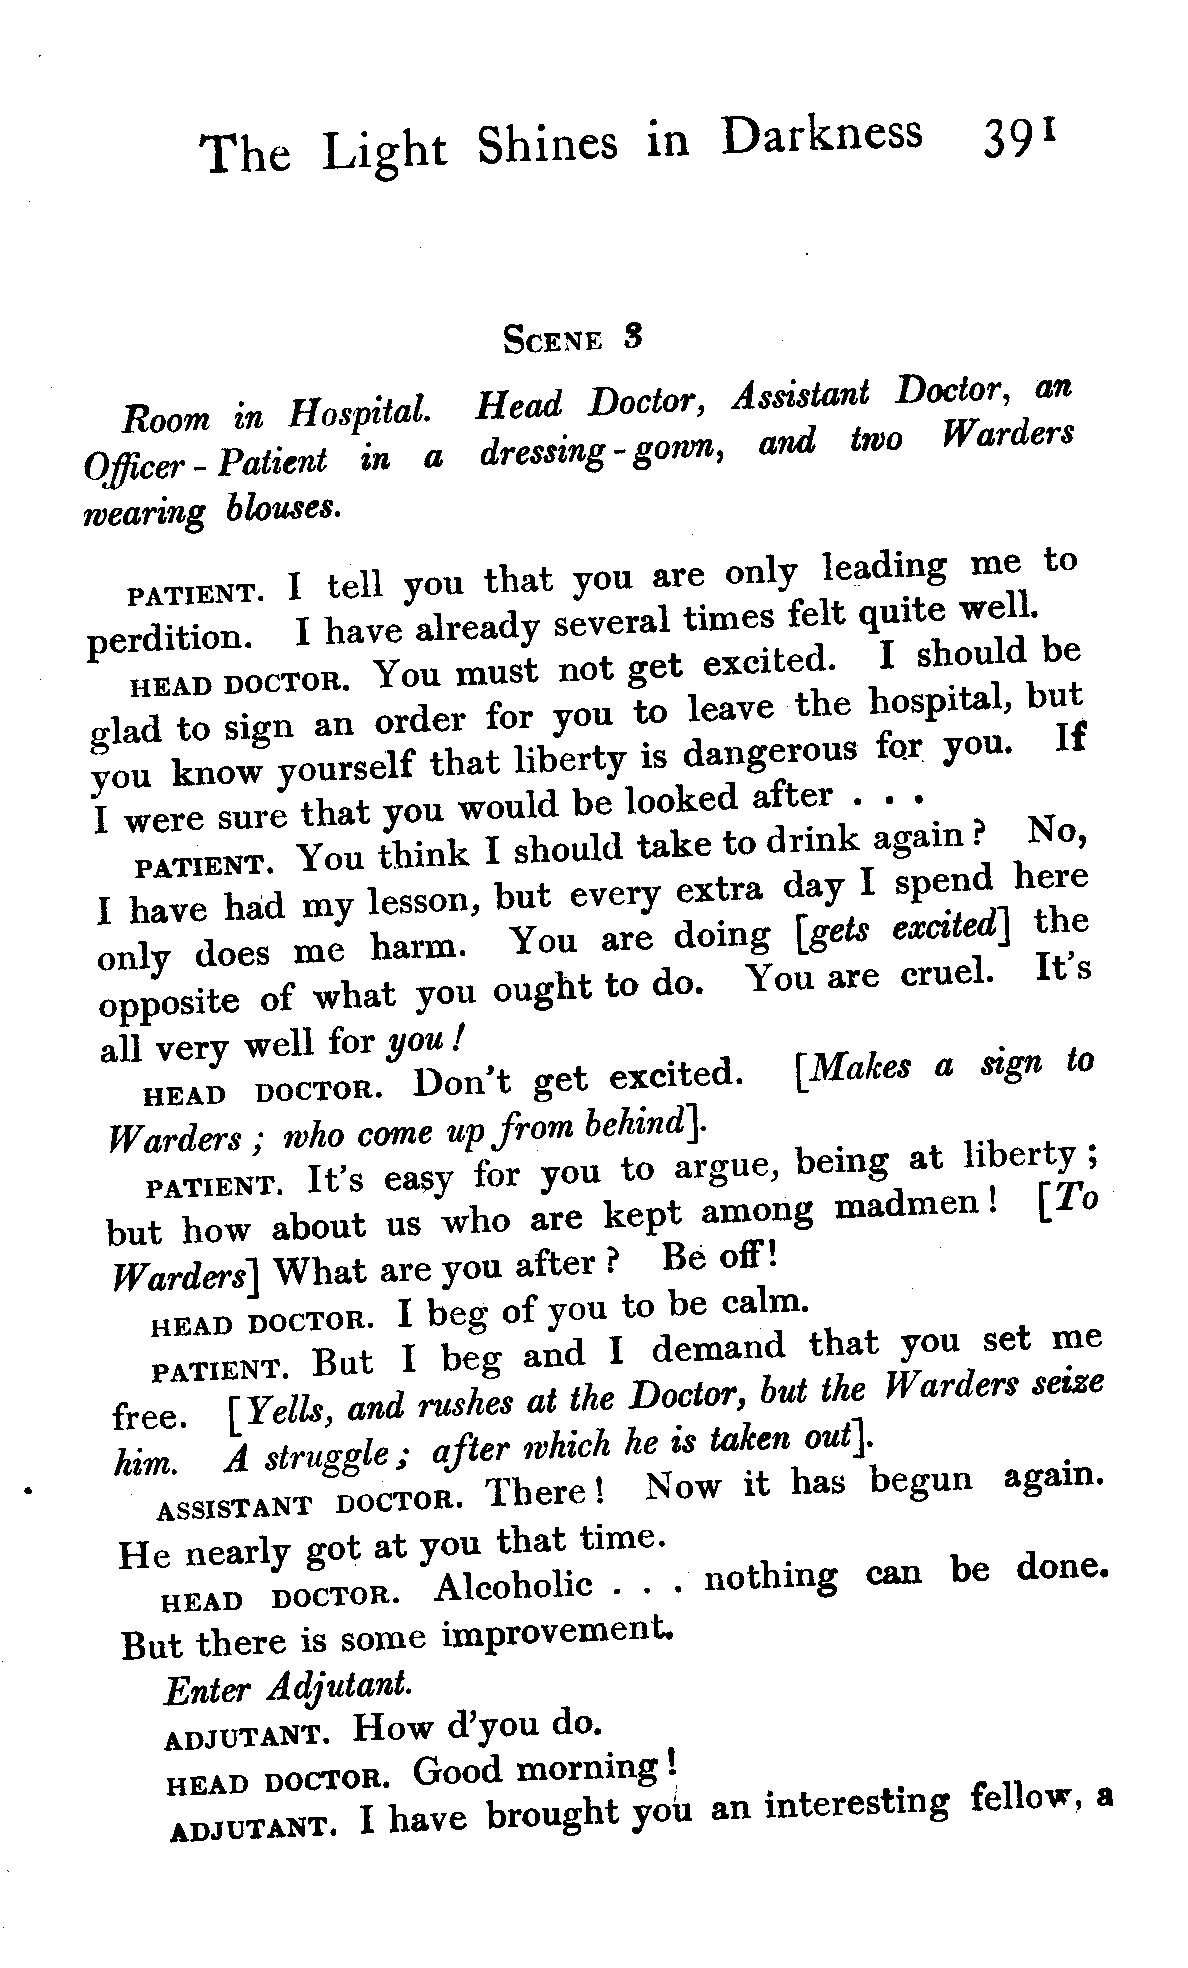 The Light Shines in Darkness 391
SCENE 3
Room in Hospital. Head Doctor, Assistant Doctor, an
Officer - Patient in a dressing - gown, and two Warders
wearing blouses.
PATIENT. I tell you that you are only leading me to
perdition. I have already several times felt quite well.
HEAD DOCTOR. You must not get excited. I should be
glad to sign an order for you to leave the hospital, but
you know yourself that liberty is dangerous for you. If
I were sure that you would be looked after . . .
PATIENT. You think I should take to drink again? No,
I have had my lesson, but every extra day I spend here
only does me harm. You are doing [gets excited] the
opposite of what you ought to do. You are cruel. It's
all very well for you!
HEAD DOCTOR. Don't get excited. [Makes a sign to
Warders; who come up from behind].
PATIENT. It's easy for you to argue, being at liberty;
but how about us who are kept among madmen! [To
Warders] What are you after? Be off!
HEAD DOCTOR. I beg of you to be calm.
PATIENT. But I beg and I demand that you set me
free. [Yells, and rushes at the Doctor, but the Warders seize
him. A struggle; after which he is taken out].
ASSISTANT DOCTOR. There! Now it has begun again.
He nearly got at you that time.
HEAD DOCTOR. Alcoholic . . . nothing can be done.
But there is some improvement.
Enter Adjutant.
ADJUTANT. How d'you do.
HEAD DOCTOR. Good morning!
ADJUTANT. I have brought you an interesting fellow, a